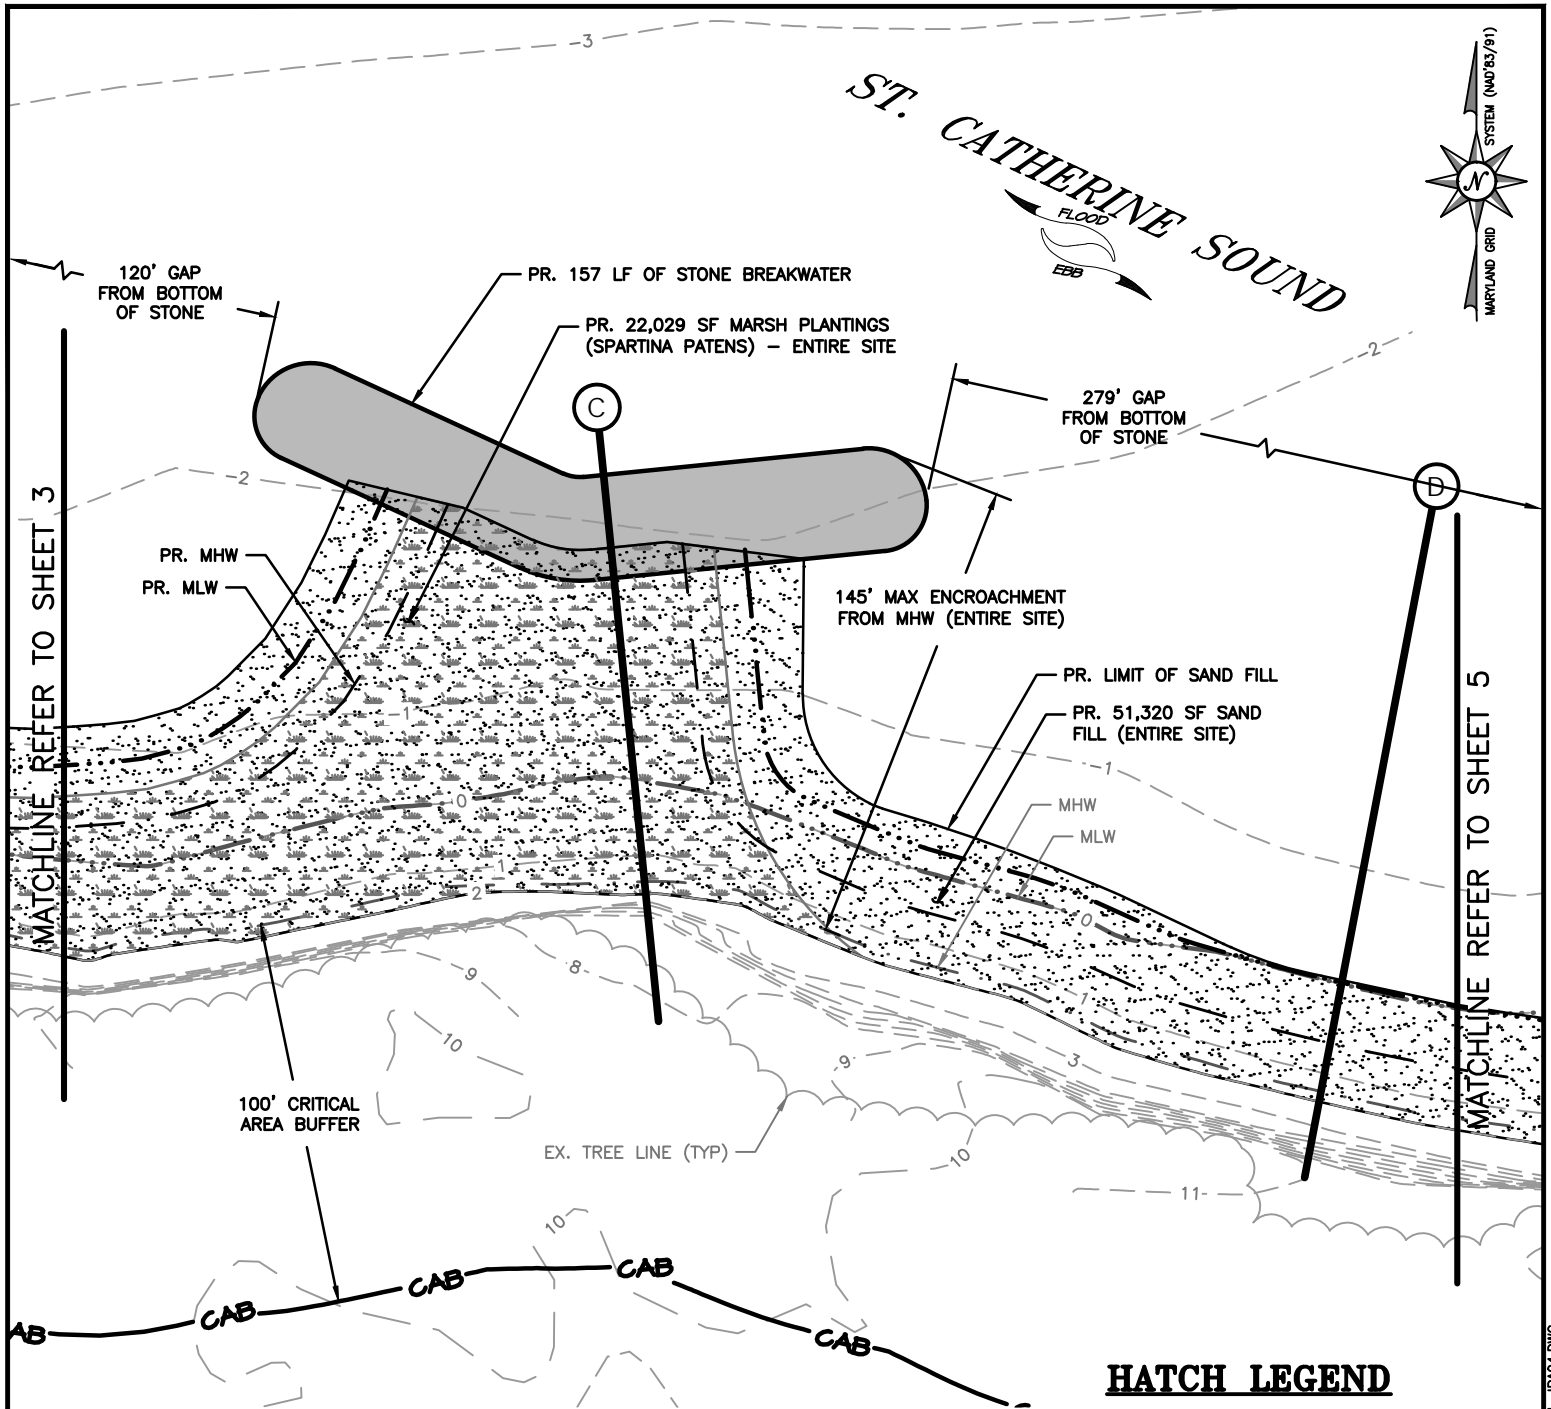 -3
ST. CATHERINE SOUND
FLOOD
EBB
SYSTEM (NAD'83/91)
N
MARYLAND GRID
120' GAP
FROM BOTTOM
OF STONE
PR. 157 LF OF STONE BREAKWATER
PR. 22,029 SF MARSH PLANTINGS
(SPARTINA PATENS) – ENTIRE SITE
-2
C
279' GAP
FROM BOTTOM
OF STONE
-2
D
MATCHLINE REFER TO SHEET 3
PR. MHW
PR. MLW
145' MAX ENCROACHMENT
FROM MHW (ENTIRE SITE)
PR. LIMIT OF SAND FILL
PR. 51,320 SF SAND
FILL (ENTIRE SITE)
MATCHLINE REFER TO SHEET 5
-1
-1
MHW
MLW
0
1
2
0
1
3
9
8
10
9
100' CRITICAL
AREA BUFFER
EX. TREE LINE (TYP)
10
11
10
CAB
CAB
CAB
AB
CAB
HATCH LEGEND